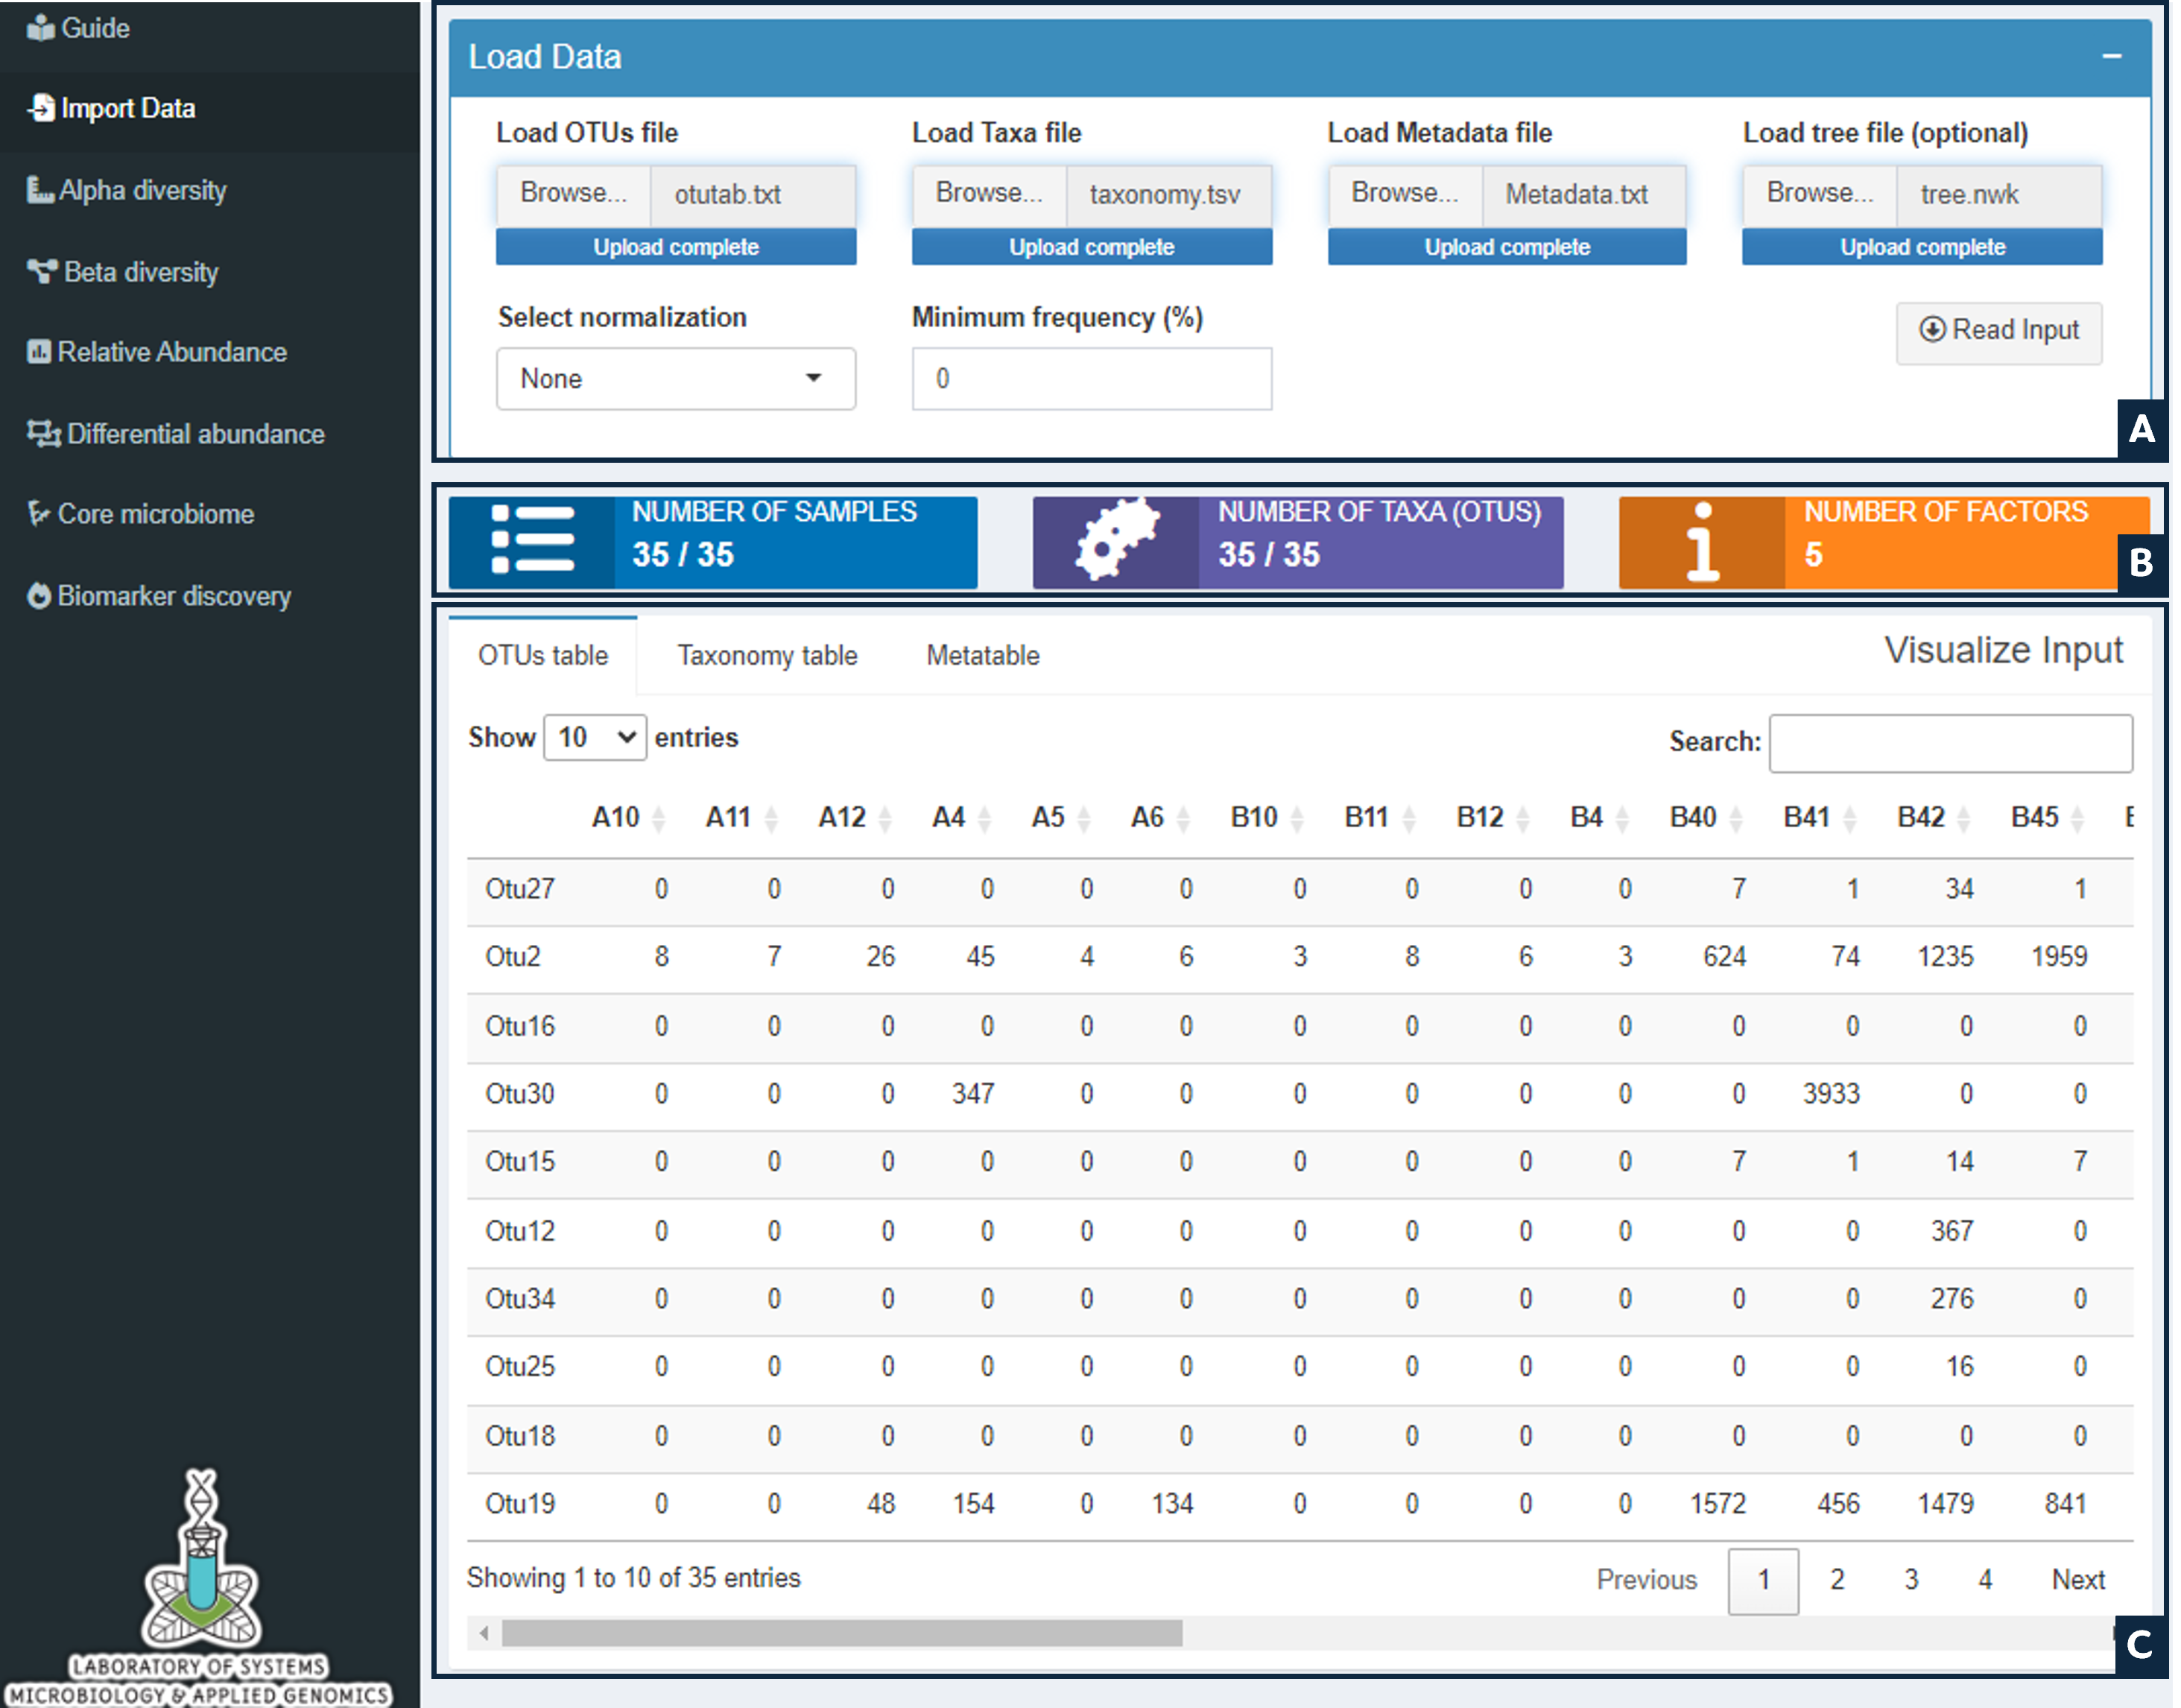 Guide
Import Data
Alpha diversity
Beta diversity
Relative Abundance
Differential abundance
Core microbiome
Biomarker discovery
LABORATORY OF SYSTEMS
MICROBIOLOGY & APPLIED GENOMICS
Load Data
Load OTUs file Load Taxa file Load Metadata file Load tree file (optional)
Browse... otutab.txt Browse... taxonomy.tsv Browse... Metadata.txt Browse... tree.nwk
Upload complete Upload complete Upload complete Upload complete
Select normalization Minimum frequency (%)
Read Input
None 0
A
NUMBER OF SAMPLES NUMBER OF TAXA (OTUS) NUMBER OF FACTORS
35 / 35 35 / 35 5
B
OTUs table Taxonomy table Metatable Visualize Input
Show 10 entries Search:
A10 A11 A12 A4 A5 A6 B10 B11 B12 B4 B40 B41 B42 B45
Otu27 0 0 0 0 0 0 0 0 0 0 7 1 34 1
Otu2 8 7 26 45 4 6 3 8 6 3 624 74 1235 1959
Otu16 0 0 0 0 0 0 0 0 0 0 0 0 0 0
Otu30 0 0 0 347 0 0 0 0 0 0 0 3933 0 0
Otu15 0 0 0 0 0 0 0 0 0 0 7 1 14 7
Otu12 0 0 0 0 0 0 0 0 0 0 0 0 367 0
Otu34 0 0 0 0 0 0 0 0 0 0 0 0 276 0
Otu25 0 0 0 0 0 0 0 0 0 0 0 0 16 0
Otu18 0 0 0 0 0 0 0 0 0 0 0 0 0 0
Otu19 0 0 48 154 0 134 0 0 0 0 1572 456 1479 841
Showing 1 to 10 of 35 entries Previous 1 2 3 4 Next
C